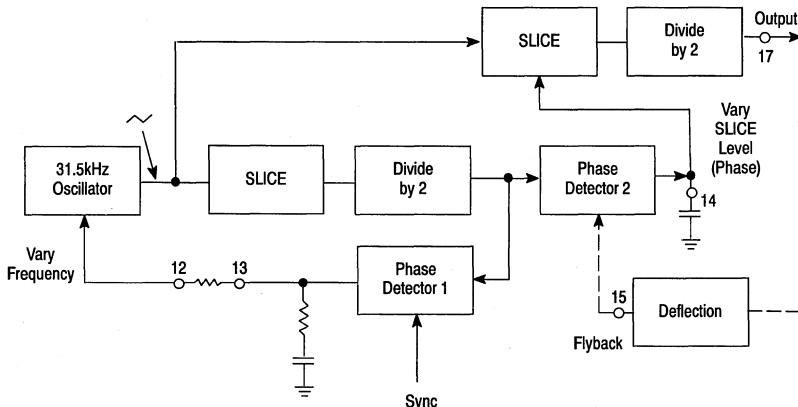 SLICE
Divide
by 2
Output
17
Vary
SLICE
Level
(Phase)
31.5kHz
Oscillator
SLICE
Divide
by 2
Phase
Detector 2
14
Vary
Frequency
12
13
Phase
Detector 1
15
Flyback
Deflection
Sync